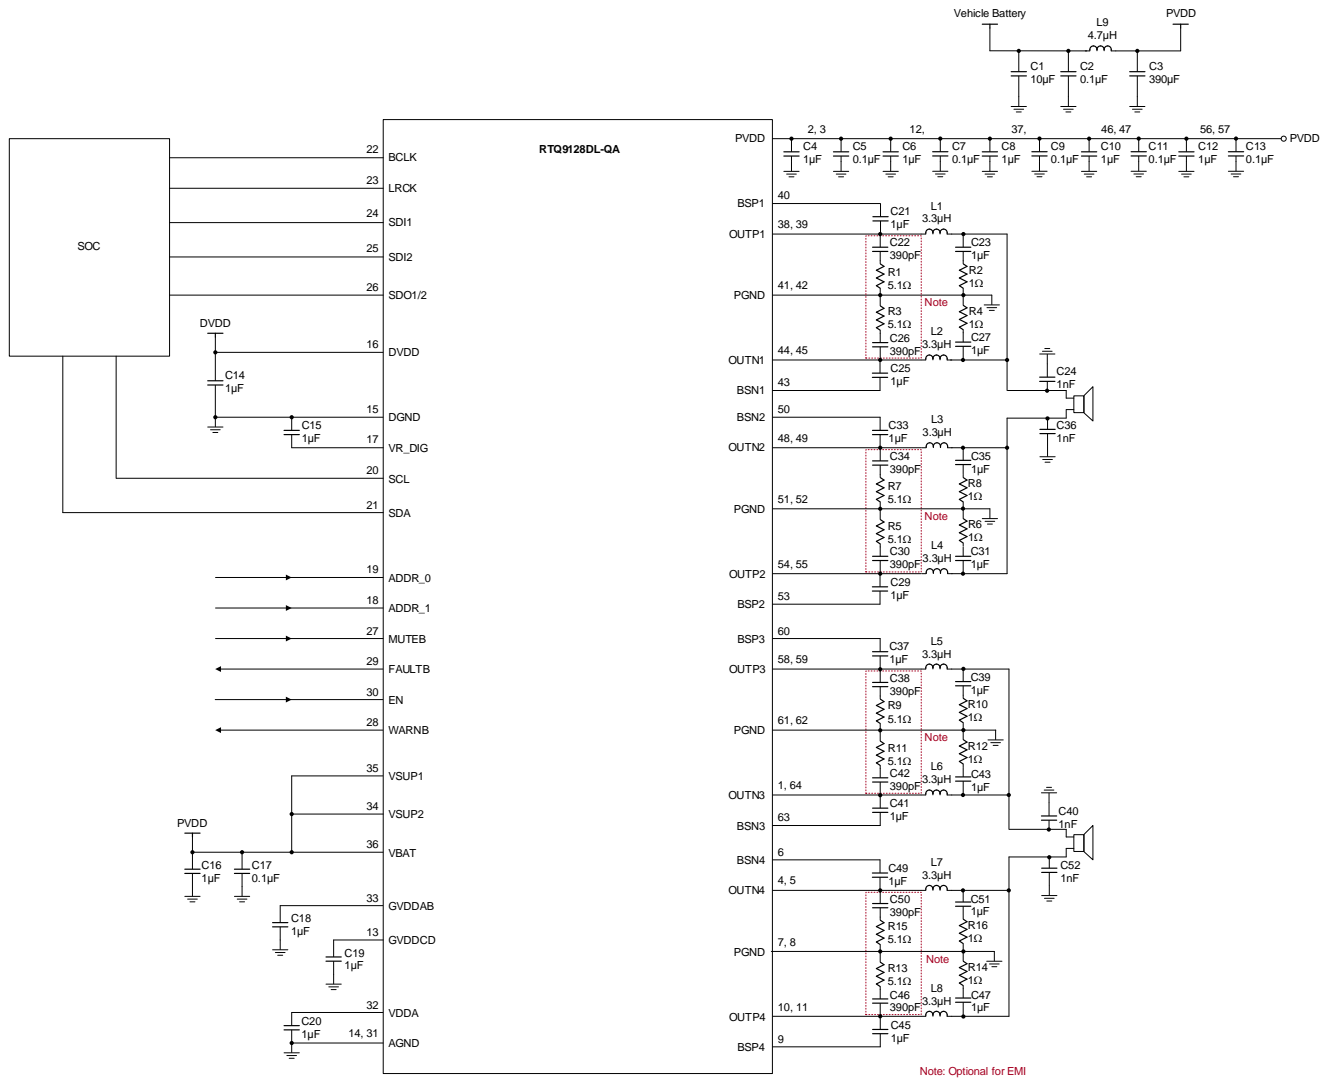 Vehicle Battery
PVDD
L9
4.7µH
C1
10µF
C2
0.1µF
C3
390µF
RTQ9128DL-QA
SOC
22
BCLK
23
LRCK
24
SDI1
25
SDI2
26
SDO1/2
DVDD
16
DVDD
C14
1µF
15
DGND
C15
1µF
17
VR_DIG
20
SCL
21
SDA
19
ADDR_0
18
ADDR_1
27
MUTEB
29
FAULTB
30
EN
28
WARNB
35
VSUP1
34
VSUP2
PVDD
36
VBAT
C16
1µF
C17
0.1µF
33
GVDDAB
C18
1µF
13
GVDDCD
C19
1µF
32
VDDA
C20
1µF
14, 31
AGND
PVDD
2, 3
12,
37,
46, 47
56, 57
PVDD
C4
1µF
C5
0.1µF
C6
1µF
C7
0.1µF
C8
1µF
C9
0.1µF
C10
1µF
C11
0.1µF
C12
1µF
C13
0.1µF
BSP1
40
C21
1µF
L1
3.3µH
OUTP1
38, 39
C22
390pF
C23
1µF
R1
5.1Ω
R2
1Ω
PGND
41, 42
Note
R3
5.1Ω
R4
1Ω
C26
390pF
L2
3.3µH
C27
1µF
OUTN1
44, 45
C25
1µF
BSN1
43
C24
1nF
BSN2
50
C36
1nF
C33
1µF
L3
3.3µH
OUTN2
48, 49
C34
390pF
C35
1µF
R7
5.1Ω
R8
1Ω
PGND
51, 52
Note
R5
5.1Ω
R6
1Ω
C30
390pF
L4
3.3µH
C31
1µF
OUTP2
54, 55
C29
1µF
BSP2
53
BSP3
60
C37
1µF
L5
3.3µH
OUTP3
58, 59
C38
390pF
C39
1µF
R9
5.1Ω
R10
1Ω
PGND
61, 62
Note
R11
5.1Ω
R12
1Ω
C42
390pF
L6
3.3µH
C43
1µF
OUTN3
1, 64
C41
1µF
BSN3
63
C40
1nF
BSN4
6
C52
1nF
C49
1µF
L7
3.3µH
OUTN4
4, 5
C50
390pF
C51
1µF
R15
5.1Ω
R16
1Ω
PGND
7, 8
Note
R13
5.1Ω
R14
1Ω
C46
390pF
L8
3.3µH
C47
1µF
OUTP4
10, 11
C45
1µF
BSP4
9
Note: Optional for EMI